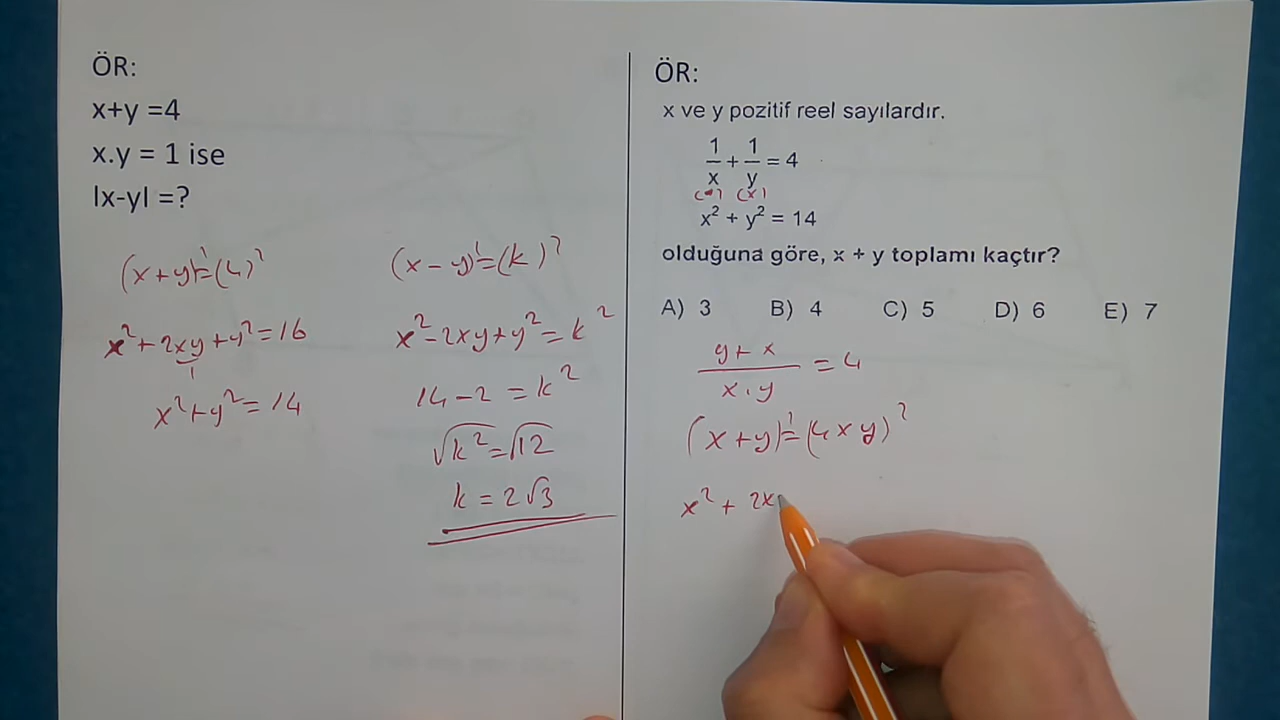 ÖR:
x+y =4
x.y = 1 ise
|x-y| =?
(x+y)²=(4)²
x²+2xy+y²=16
1
x²+y²=14
(x-y)²=(k)²
x²-2xy+y²=k²
14-2=k²
√k²=√12
k=2√3
ÖR:
x ve y pozitif reel sayılardır.
1/x + 1/y = 4
(y) (x)
x² + y² = 14
olduğuna göre, x + y toplamı kaçtır?
A) 3 B) 4 C) 5 D) 6 E) 7
y+x / x.y = 4
(x+y)²=(4xy)²
x²+2x